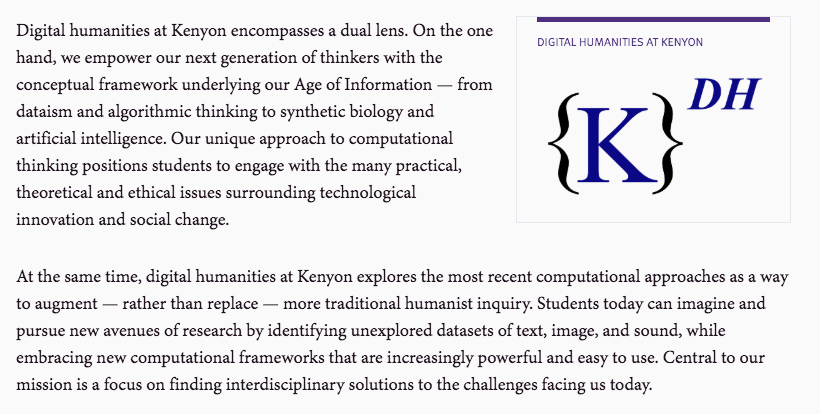 Digital humanities at Kenyon encompasses a dual lens. On the one
hand, we empower our next generation of thinkers with the
conceptual framework underlying our Age of Information — from
dataism and algorithmic thinking to synthetic biology and
artificial intelligence. Our unique approach to computational
thinking positions students to engage with the many practical,
theoretical and ethical issues surrounding technological
innovation and social change.
DIGITAL HUMANITIES AT KENYON
{K}DH
At the same time, digital humanities at Kenyon explores the most recent computational approaches as a way
to augment — rather than replace — more traditional humanist inquiry. Students today can imagine and
pursue new avenues of research by identifying unexplored datasets of text, image, and sound, while
embracing new computational frameworks that are increasingly powerful and easy to use. Central to our
mission is a focus on finding interdisciplinary solutions to the challenges facing us today.